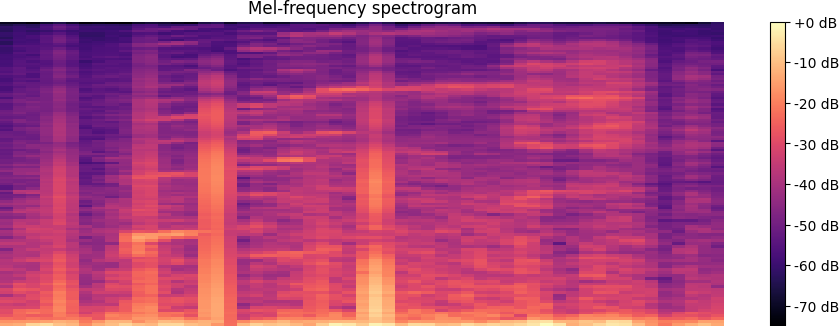 Mel-frequency spectrogram
+0 dB
-10 dB
-20 dB
-30 dB
-40 dB
-50 dB
-60 dB
-70 dB